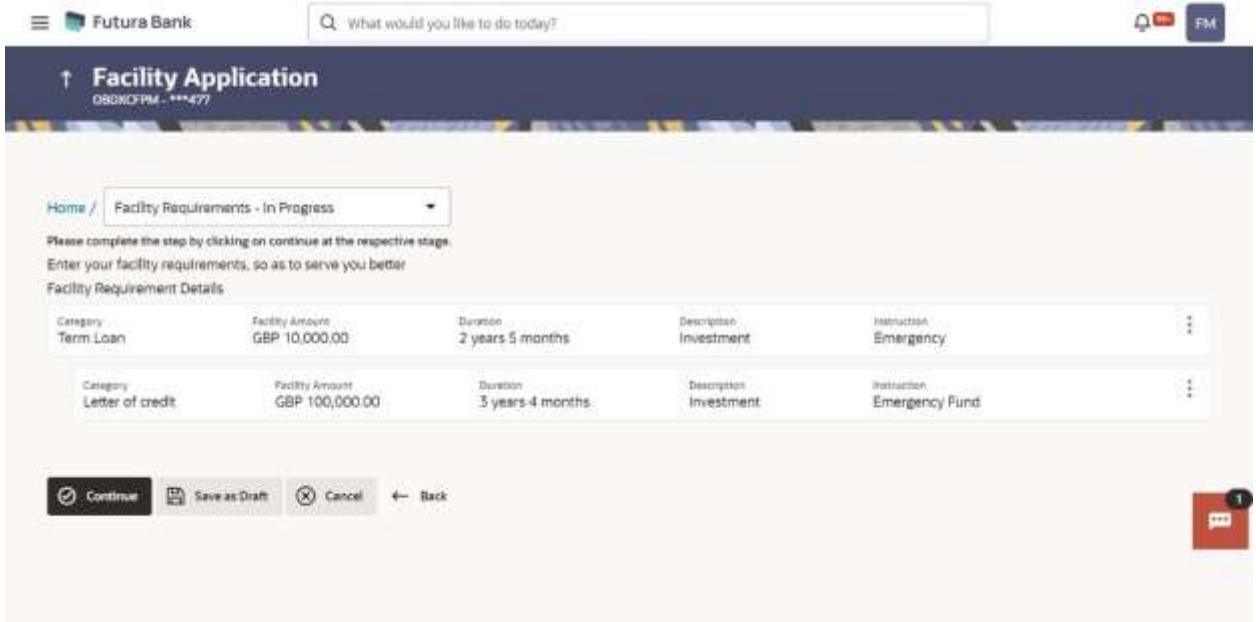 Futura Bank
What would you like to do today?
FM
↑ Facility Application
OBDXCFPM - ***477
Home / Facility Requirements - In Progress
Please complete the step by clicking on continue at the respective stage.
Enter your facility requirements, so as to serve you better
Facility Requirement Details
Category Facility Amount Duration Description Instruction
Term Loan GBP 10,000.00 2 years 5 months Investment Emergency
Category Facility Amount Duration Description Instruction
Letter of credit GBP 100,000.00 3 years 4 months Investment Emergency Fund
Continue Save as Draft Cancel ← Back
1